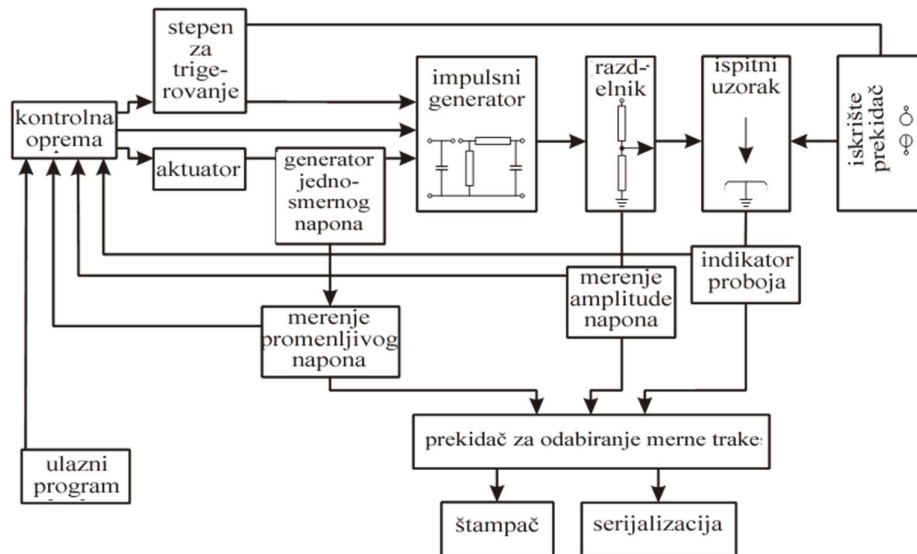 stepen
za
trige-
rovanje
kontrolna
oprema
aktuator
generator
jedno-
smernog
napona
impulsni
generator
razd-
elnik
ispitni
uzorak
iskrište
prekidač
indikator
proboja
merenje
amplitude
napona
merenje
promenljivog
napona
prekidač za odabiranje merne trake
ulazni
program
štampač
serijalizacija